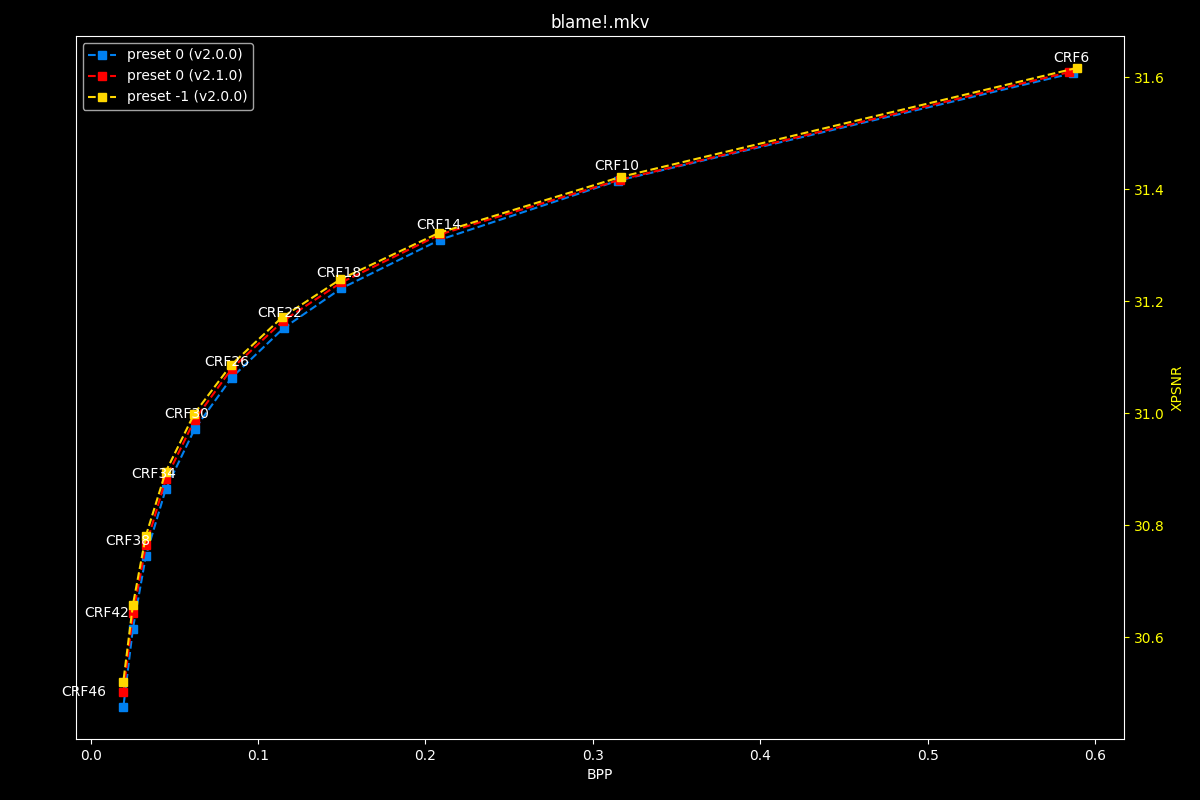 blame!.mkv
preset 0 (v2.0.0)
preset 0 (v2.1.0)
preset -1 (v2.0.0)
CRF6
CRF10
CRF14
CRF18
CRF22
CRF26
CRF30
CRF34
CRF38
CRF42
CRF46
31.6
31.4
31.2
31.0
30.8
30.6
XPSNR
0.0 0.1 0.2 0.3 0.4 0.5 0.6
BPP